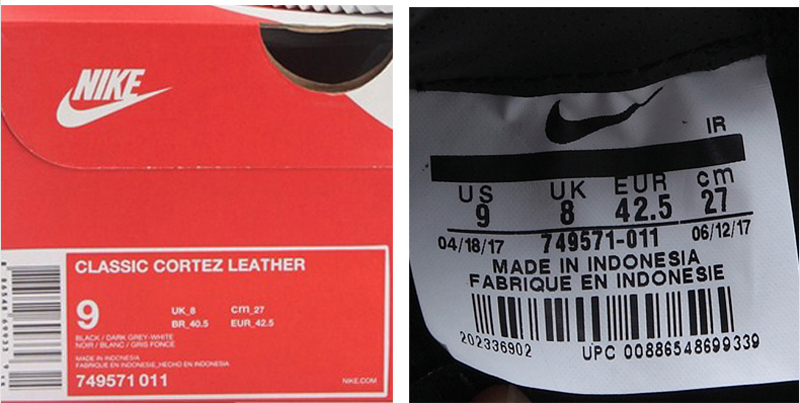 NIKE
CLASSIC CORTEZ LEATHER
9 UK_8 cm_27
BR_40.5 EUR_42.5
BLACK / DARK GREY-WHITE
NOIR / BLANC / GRIS FONCE
MADE IN INDONESIA
FABRIQUE EN INDONESIE_HECHO EN INDONESIA
749571 011
NIKE.COM
IR
US UK EUR cm
9 8 42.5 27
04/18/17 749571-011 06/12/17
MADE IN INDONESIA
FABRIQUE EN INDONESIE
202336902 UPC 00886548699339